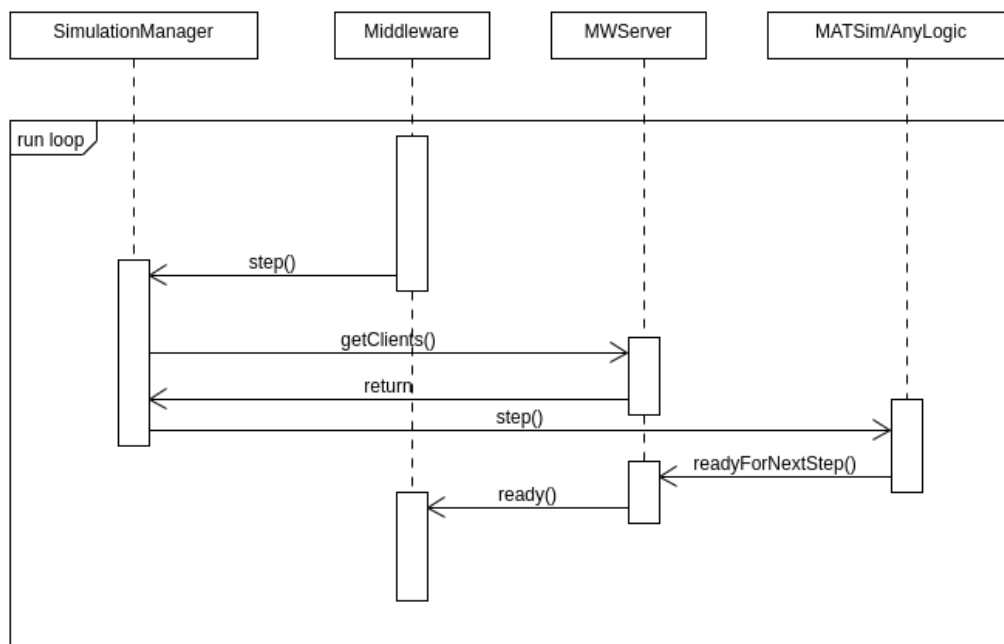 SimulationManager
Middleware
MWServer
MATSim/AnyLogic
run loop
step()
getClients()
return
step()
readyForNextStep()
ready()